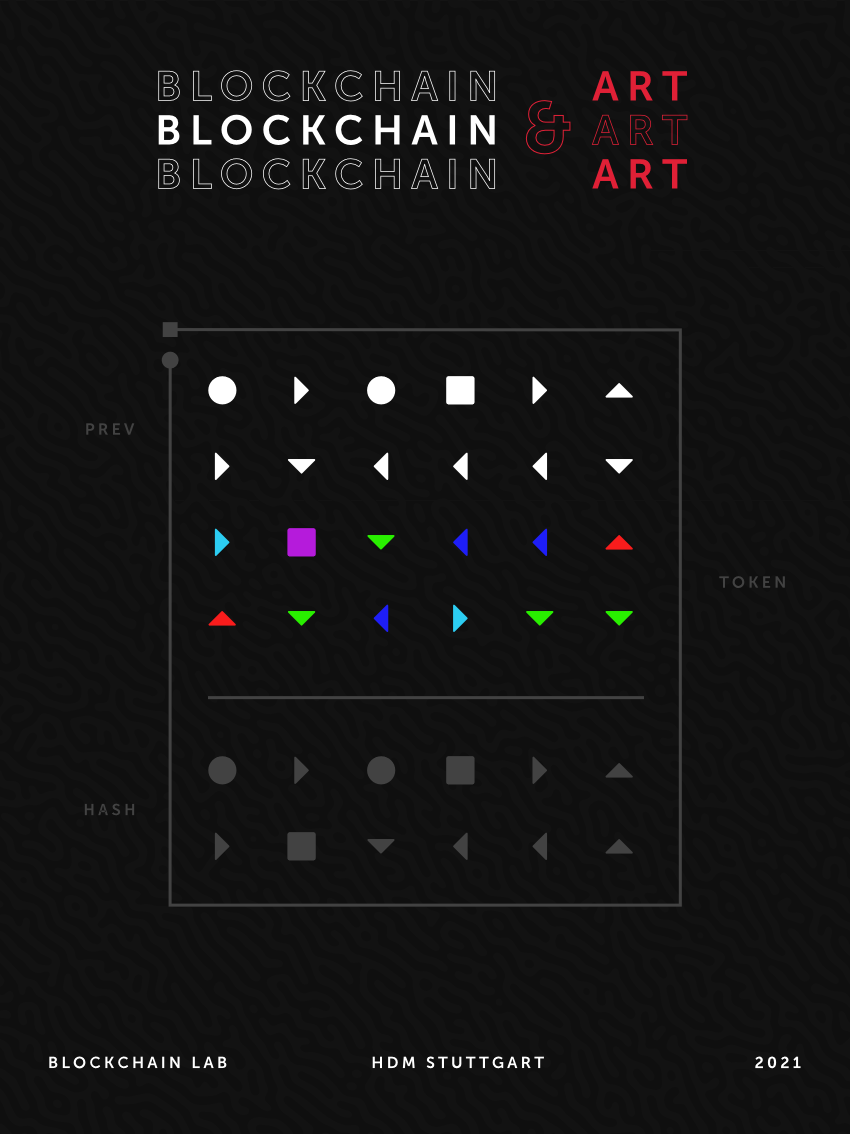 BLOCKCHAIN
BLOCKCHAIN
BLOCKCHAIN
&
ART
ART
ART
PREV
TOKEN
HASH
BLOCKCHAIN LAB
HDM STUTTGART
2021